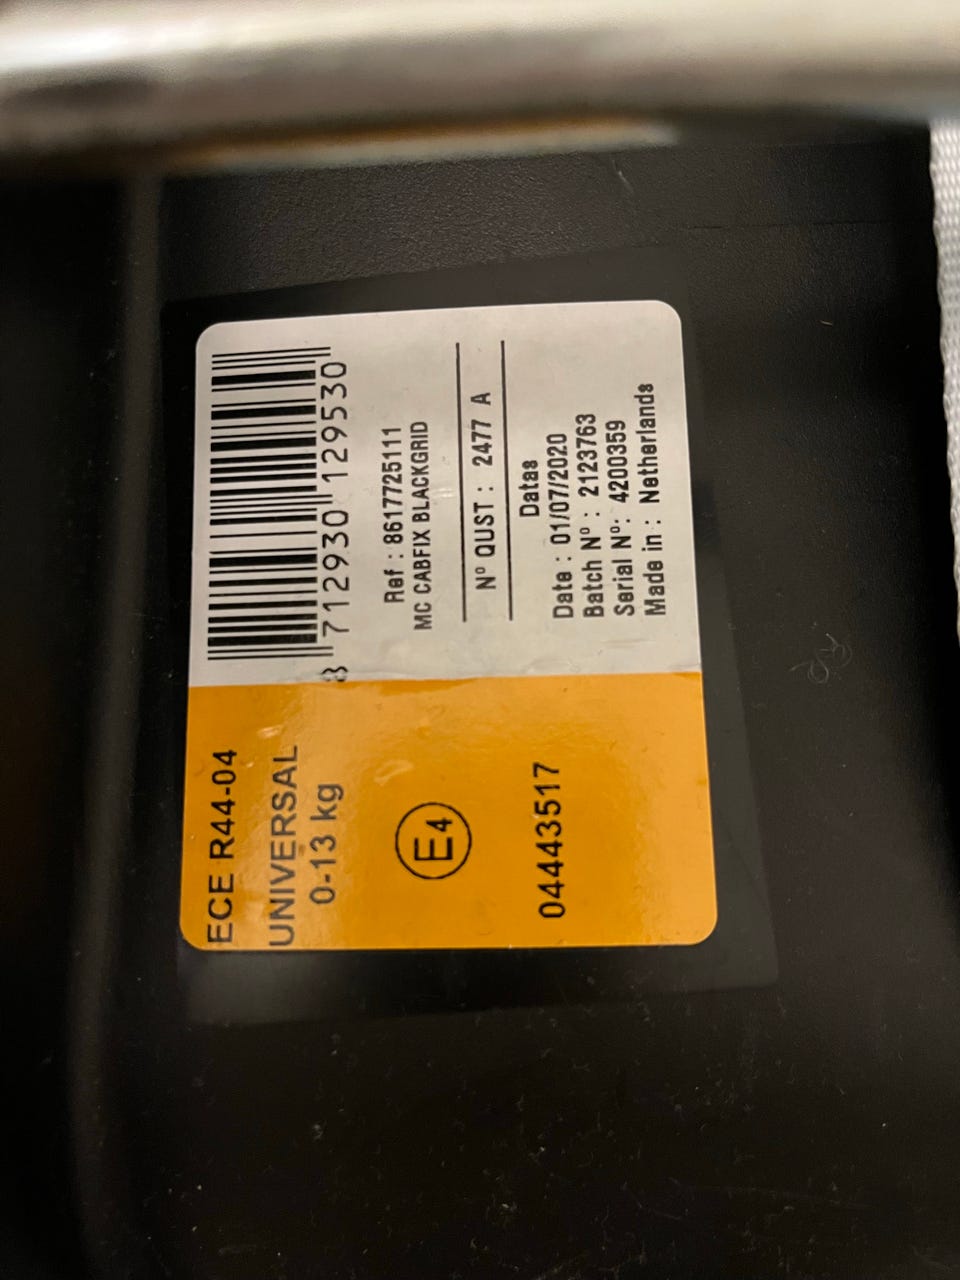 ECE R44-04
UNIVERSAL
0-13 kg
E4
04443517
8 712930 129530
Ref : 8617725111
MC CABFIX BLACKGRID
N° QUST : 2477 A
Datas
Date : 01/07/2020
Batch N° : 2123763
Serial N°: 4200359
Made in : Netherlands